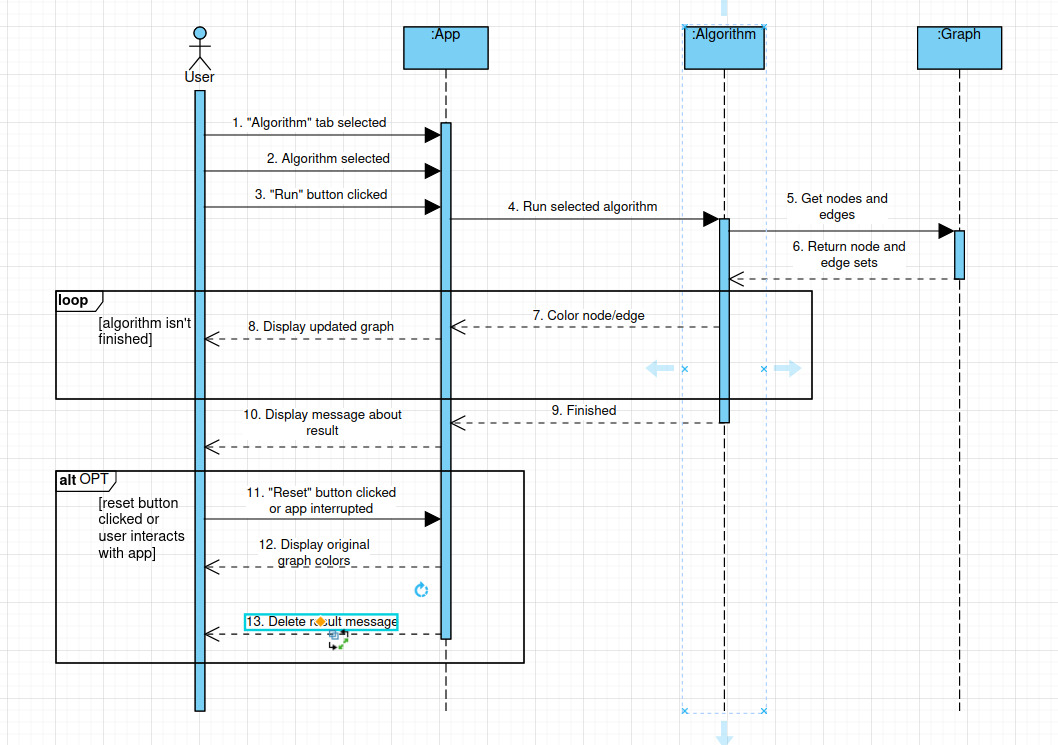 :App
:Algorithm
:Graph
User
1. "Algorithm" tab selected
2. Algorithm selected
3. "Run" button clicked
4. Run selected algorithm
5. Get nodes and
edges
6. Return node and
edge sets
loop
[algorithm isn't
finished]
7. Color node/edge
8. Display updated graph
9. Finished
10. Display message about
result
alt OPT
[reset button
clicked or
user interacts
with app]
11. "Reset" button clicked
or app interrupted
12. Display original
graph colors
13. Delete result message